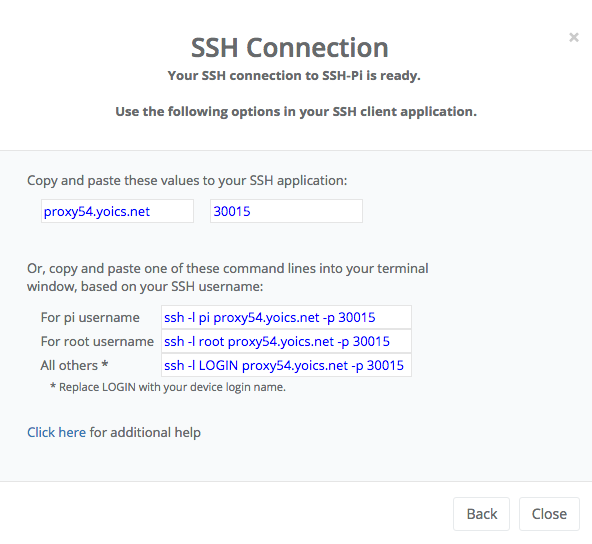 SSH Connection
×
Your SSH connection to SSH-Pi is ready.
Use the following options in your SSH client application.
Copy and paste these values to your SSH application:
proxy54.yoics.net 30015
Or, copy and paste one of these command lines into your terminal
window, based on your SSH username:
For pi username ssh -l pi proxy54.yoics.net -p 30015
For root username ssh -l root proxy54.yoics.net -p 30015
All others * ssh -l LOGIN proxy54.yoics.net -p 30015
* Replace LOGIN with your device login name.
Click here for additional help
Back Close